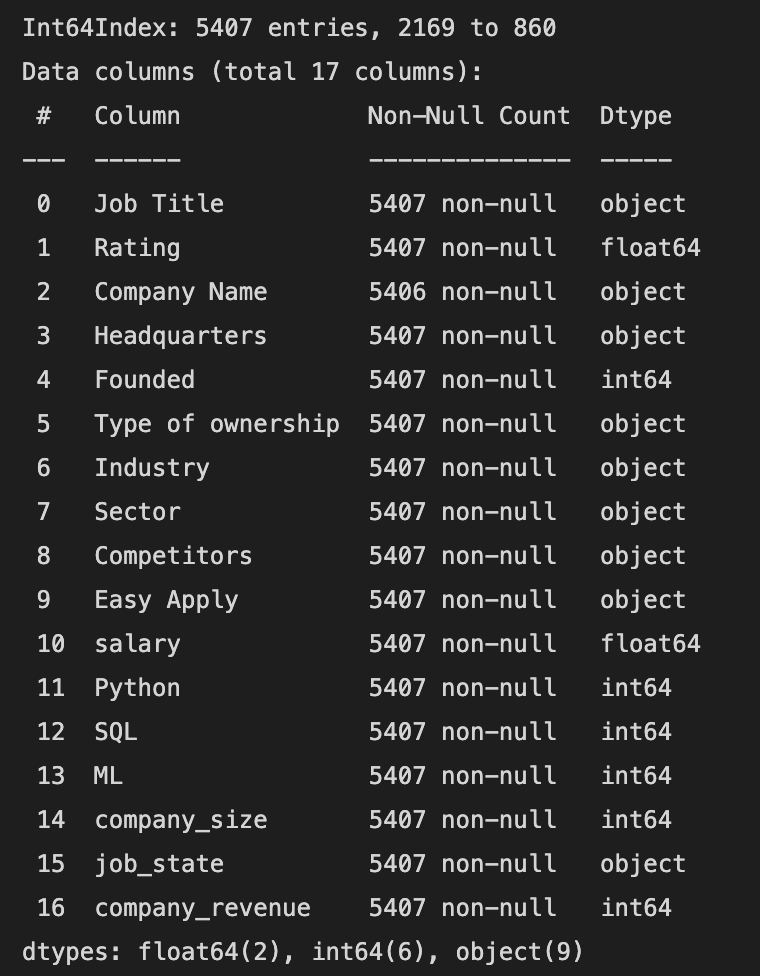 Int64Index: 5407 entries, 2169 to 860
Data columns (total 17 columns):
 #   Column             Non-Null Count  Dtype
---  ------             --------------  -----
 0   Job Title          5407 non-null   object
 1   Rating             5407 non-null   float64
 2   Company Name       5406 non-null   object
 3   Headquarters       5407 non-null   object
 4   Founded            5407 non-null   int64
 5   Type of ownership  5407 non-null   object
 6   Industry           5407 non-null   object
 7   Sector             5407 non-null   object
 8   Competitors        5407 non-null   object
 9   Easy Apply         5407 non-null   object
 10  salary             5407 non-null   float64
 11  Python             5407 non-null   int64
 12  SQL                5407 non-null   int64
 13  ML                 5407 non-null   int64
 14  company_size       5407 non-null   int64
 15  job_state          5407 non-null   object
 16  company_revenue    5407 non-null   int64
dtypes: float64(2), int64(6), object(9)